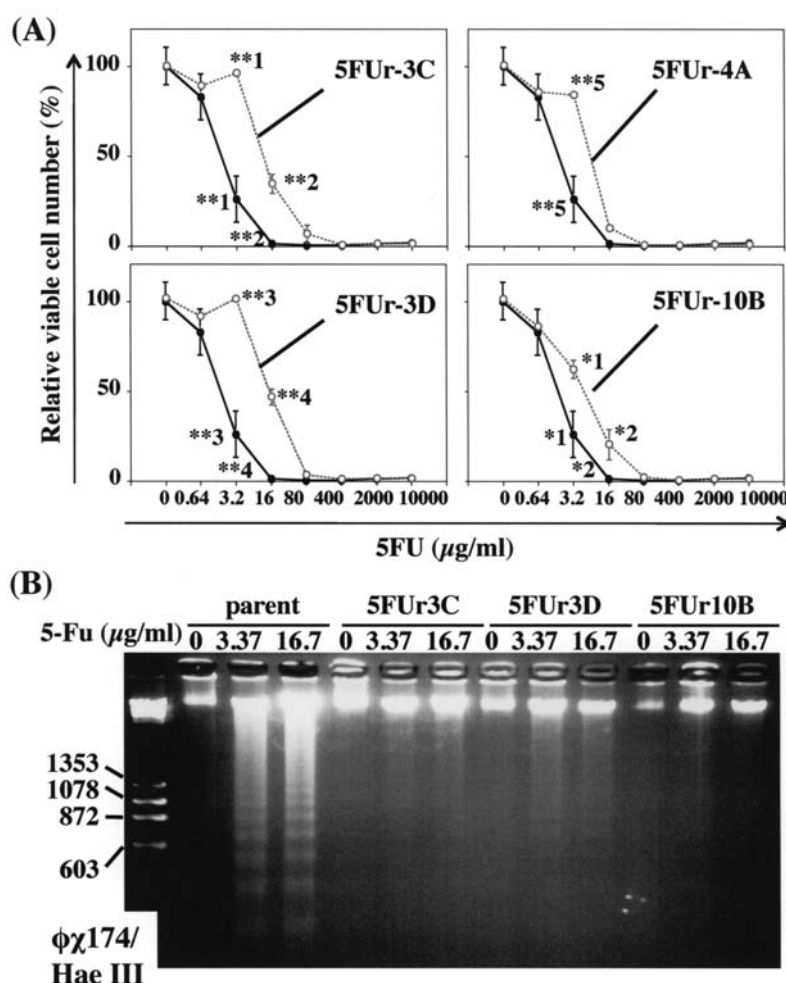 (A)
Relative viable cell number (%)
100
50
0
**1
5FUr-3C
**1
**2
**2
**5
5FUr-4A
**5
100
50
0
**3
5FUr-3D
**3
**4
**4
5FUr-10B
*1
*1
*2
*2
0 0.64 3.2 16 80 400 2000 10000
0 0.64 3.2 16 80 400 2000 10000
5FU (µg/ml)
(B)
parent 5FUr3C 5FUr3D 5FUr10B
5-Fu (µg/ml) 0 3.37 16.7 0 3.37 16.7 0 3.37 16.7 0 3.37 16.7
1353
1078
872
603
ϕχ174/
Hae III